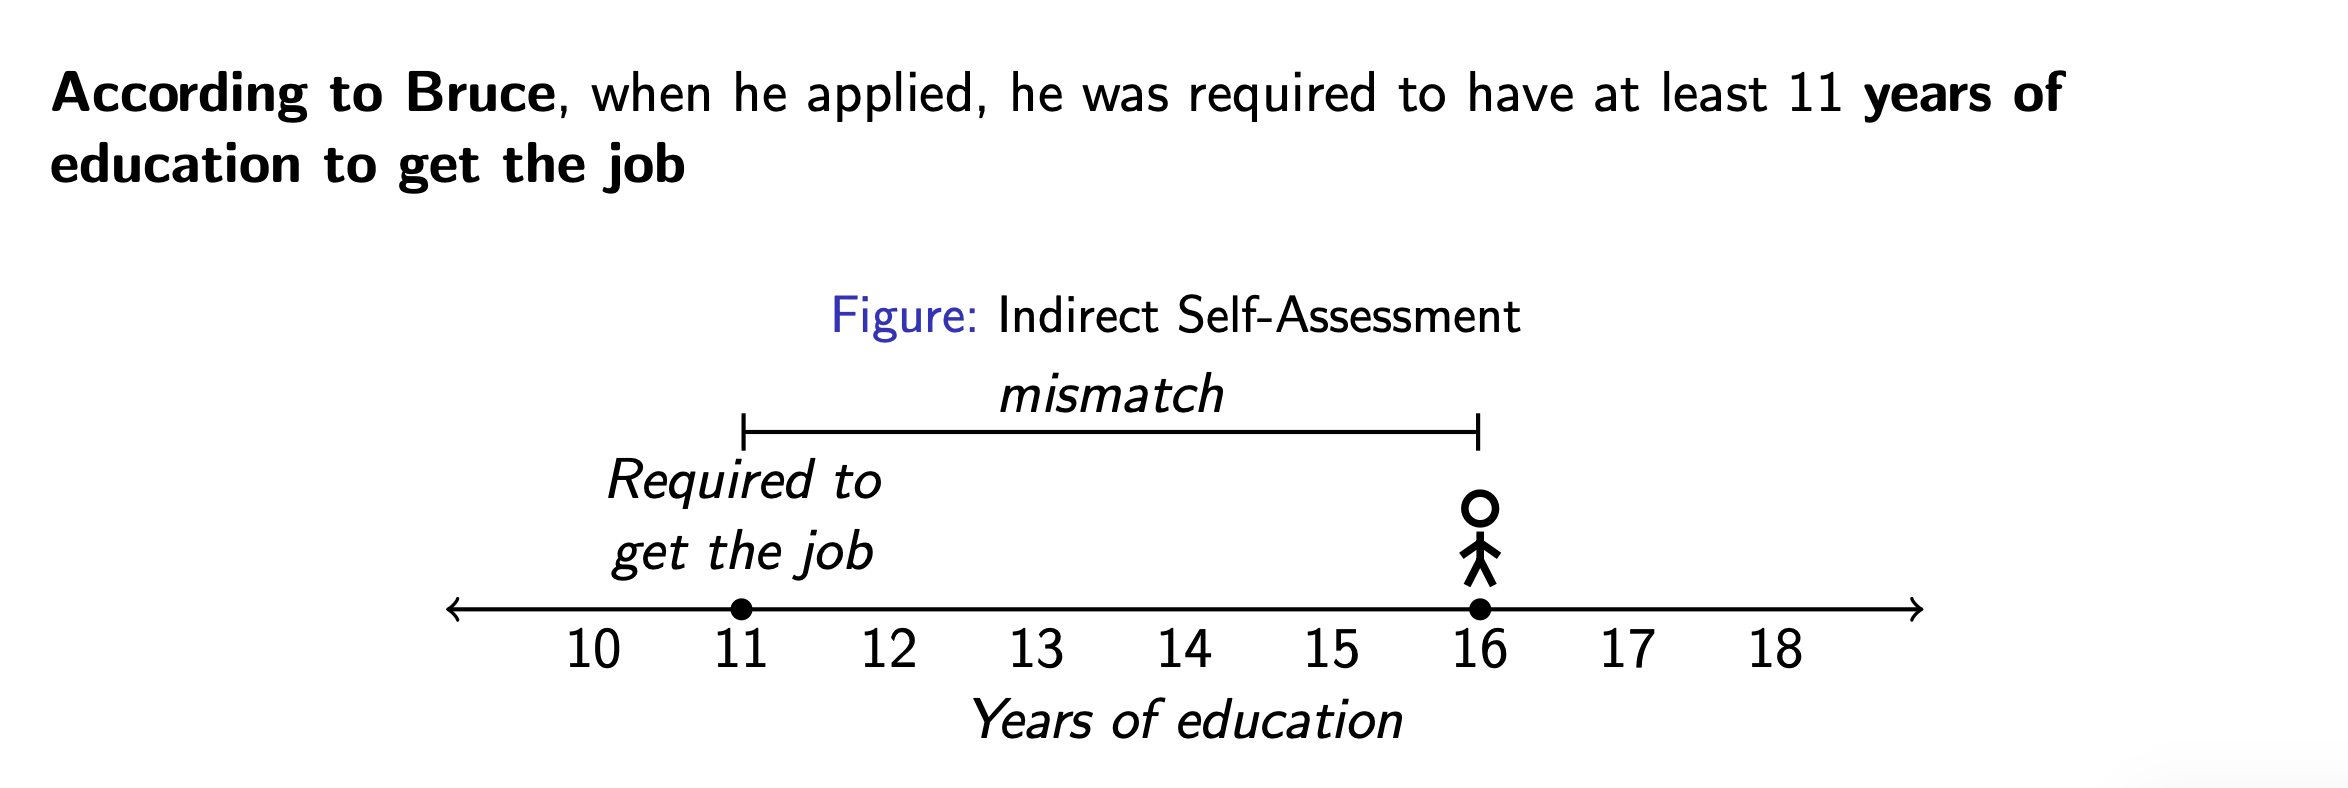 According to Bruce, when he applied, he was required to have at least 11 years of
education to get the job
Figure: Indirect Self-Assessment
mismatch
Required to
get the job
10 11 12 13 14 15 16 17 18
Years of education